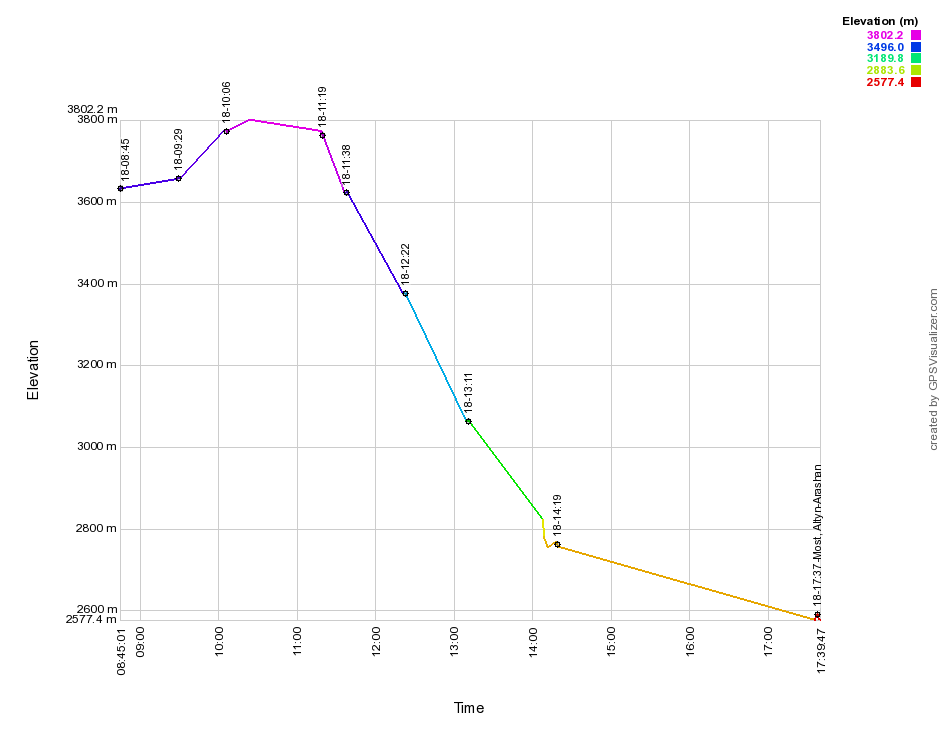 Elevation (m)
3802.2
3496.0
3189.8
2883.6
2577.4
3802.2 m
3800 m
3600 m
3400 m
3200 m
3000 m
2800 m
2600 m
2577.4 m
Elevation
18-08:45
18-09:29
18-10:06
18-11:19
18-11:38
18-12:22
18-13:11
18-14:19
18-17:37-Most, Altyn-Arashan
08:45:01
09:00
10:00
11:00
12:00
13:00
14:00
15:00
16:00
17:00
17:39:47
Time
created by GPSVisualizer.com